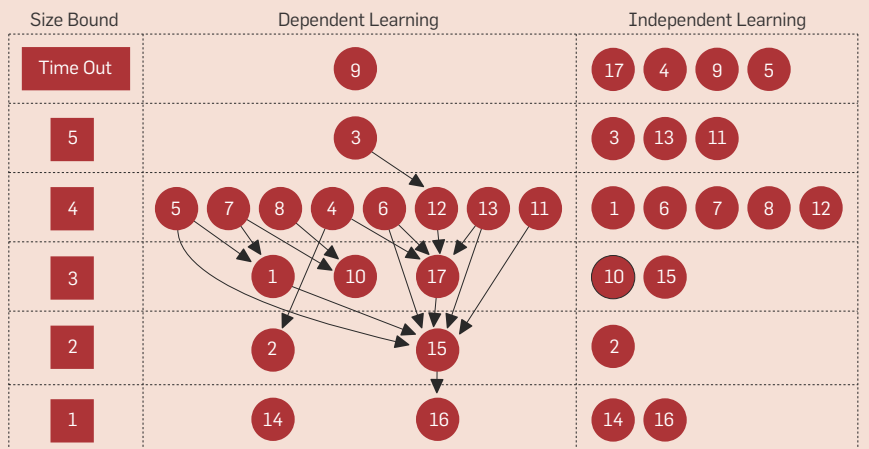 Size Bound Dependent Learning Independent Learning
Time Out 9 17 4 9 5
5 3 3 13 11
4 5 7 8 4 6 12 13 11 1 6 7 8 12
3 1 10 17 10 15
2 2 15 2
1 14 16 14 16